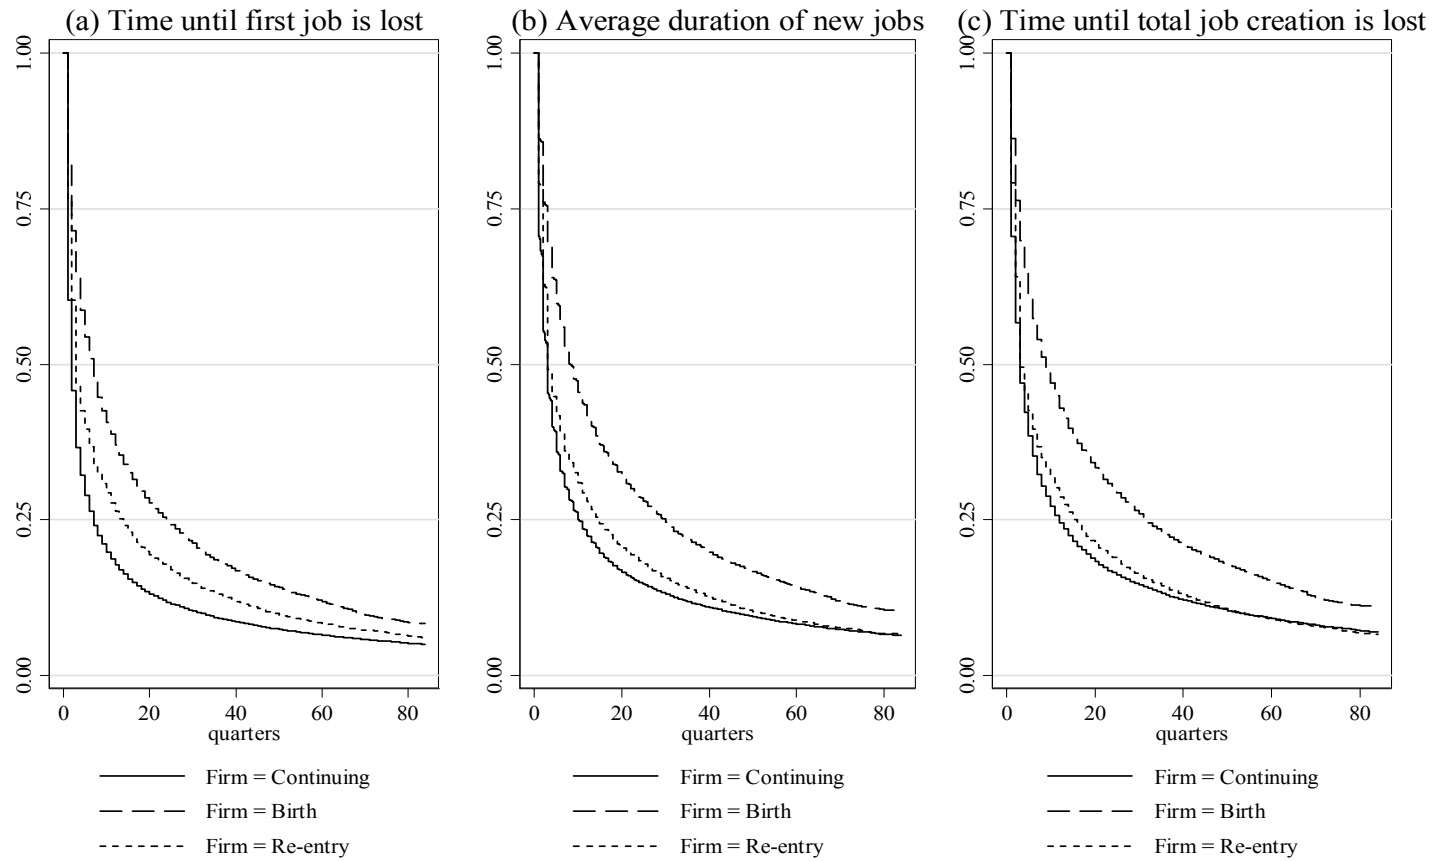 (a) Time until first job is lost
1.00
0.75
0.50
0.25
0.00
0 20 40 60 80
quarters
Firm = Continuing
Firm = Birth
Firm = Re-entry
(b) Average duration of new jobs
1.00
0.75
0.50
0.25
0.00
0 20 40 60 80
quarters
Firm = Continuing
Firm = Birth
Firm = Re-entry
(c) Time until total job creation is lost
1.00
0.75
0.50
0.25
0.00
0 20 40 60 80
quarters
Firm = Continuing
Firm = Birth
Firm = Re-entry